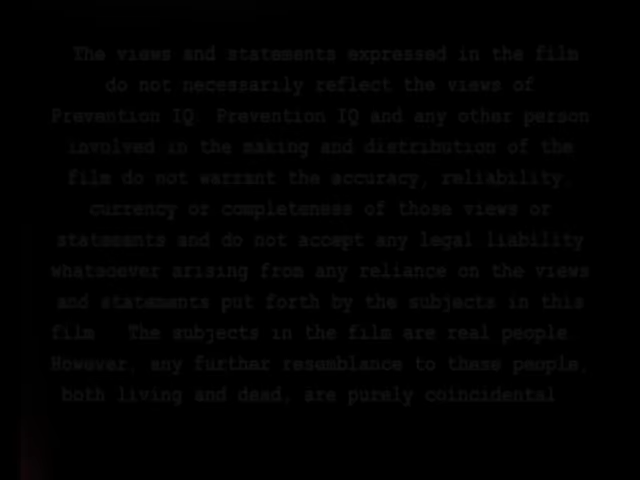 The views and statements expressed in the film
do not necessarily reflect the views of
Prevention IQ. Prevention IQ and any other person
involved in the making and distribution of the
film do not warrant the accuracy, reliability,
currency or completeness of those views or
statements and do not accept any legal liability
whatsoever arising from any reliance on the views
and statements put forth by the subjects in this
film. The subjects in the film are real people.
However, any further resemblance to these people,
both living and dead, are purely coincidental.